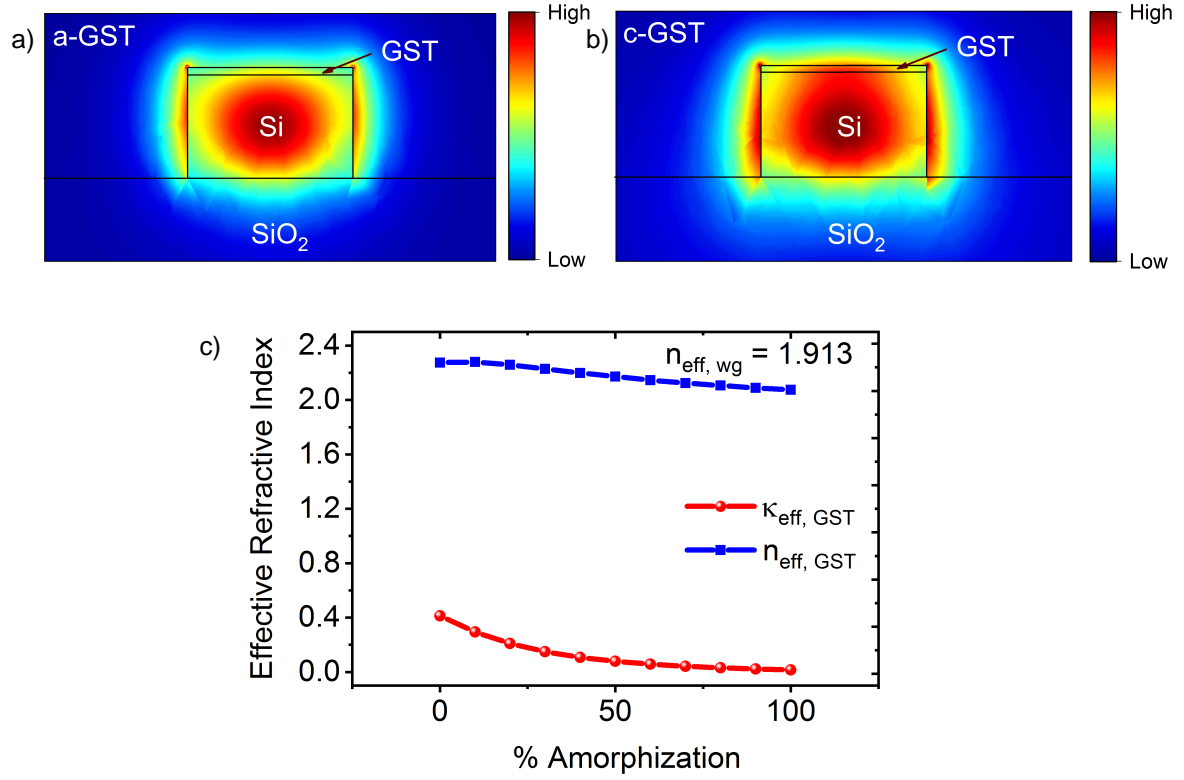 a)
a-GST
GST
Si
SiO₂
High
Low
b)
c-GST
GST
Si
SiO₂
High
Low
c)
n_eff, wg = 1.913
Effective Refractive Index
2.4
2.0
1.6
1.2
0.8
0.4
0.0
κ_eff, GST
n_eff, GST
0
50
100
% Amorphization